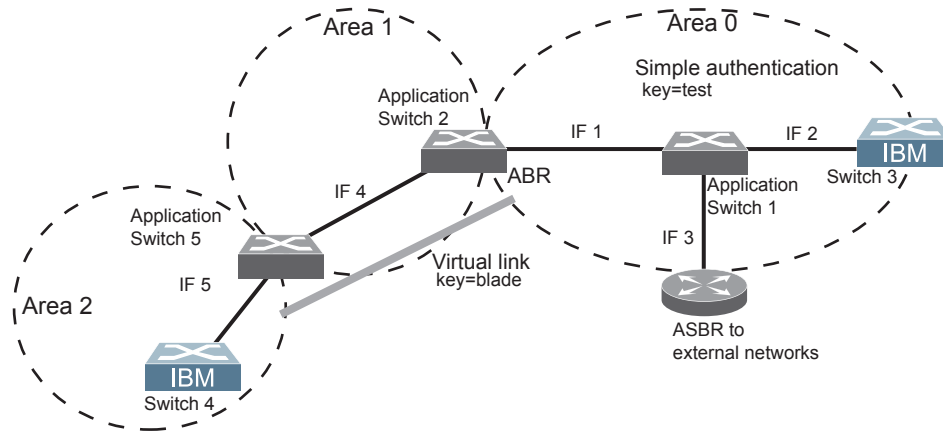 Area 1
Area 0
Simple authentication
key=test
Application
Switch 2
IF 1
IF 2
IBM
Switch 3
ABR
Application
Switch 1
IF 4
Application
Switch 5
IF 3
Virtual link
key=blade
IF 5
Area 2
ASBR to
external networks
IBM
Switch 4